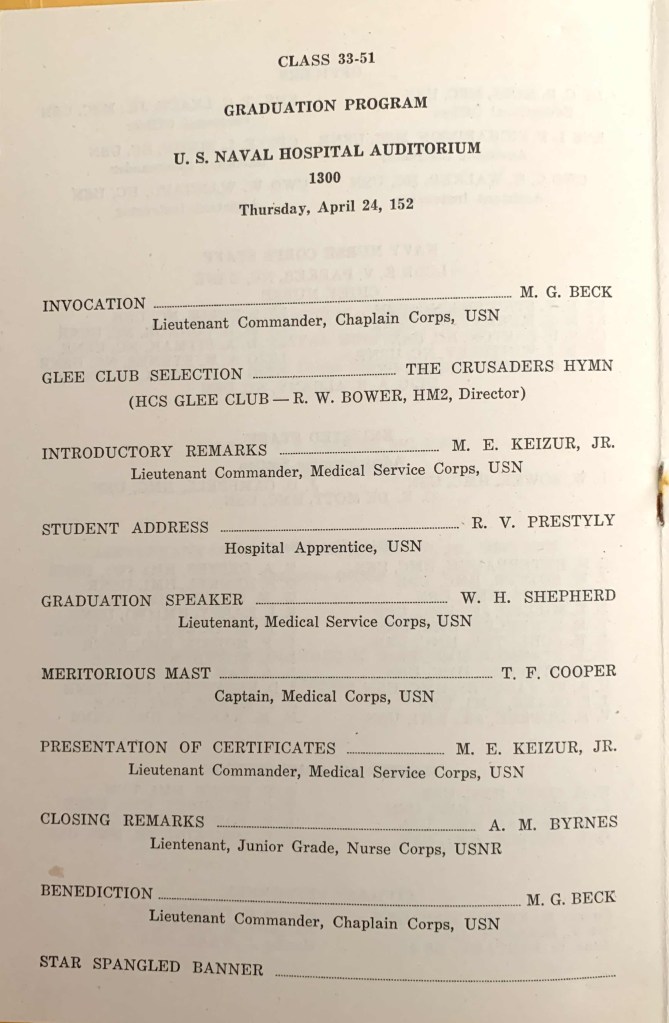 CLASS 33-51
GRADUATION PROGRAM
U. S. NAVAL HOSPITAL AUDITORIUM
1300
Thursday, April 24, 152
INVOCATION ........ M. G. BECK
Lieutenant Commander, Chaplain Corps, USN
GLEE CLUB SELECTION ........ THE CRUSADERS HYMN
(HCS GLEE CLUB — R. W. BOWER, HM2, Director)
INTRODUCTORY REMARKS ........ M. E. KEIZUR, JR.
Lieutenant Commander, Medical Service Corps, USN
STUDENT ADDRESS ........ R. V. PRESTYLY
Hospital Apprentice, USN
GRADUATION SPEAKER ........ W. H. SHEPHERD
Lieutenant, Medical Service Corps, USN
MERITORIOUS MAST ........ T. F. COOPER
Captain, Medical Corps, USN
PRESENTATION OF CERTIFICATES ........ M. E. KEIZUR, JR.
Lieutenant Commander, Medical Service Corps, USN
CLOSING REMARKS ........ A. M. BYRNES
Lientenant, Junior Grade, Nurse Corps, USNR
BENEDICTION ........ M. G. BECK
Lieutenant Commander, Chaplain Corps, USN
STAR SPANGLED BANNER ........